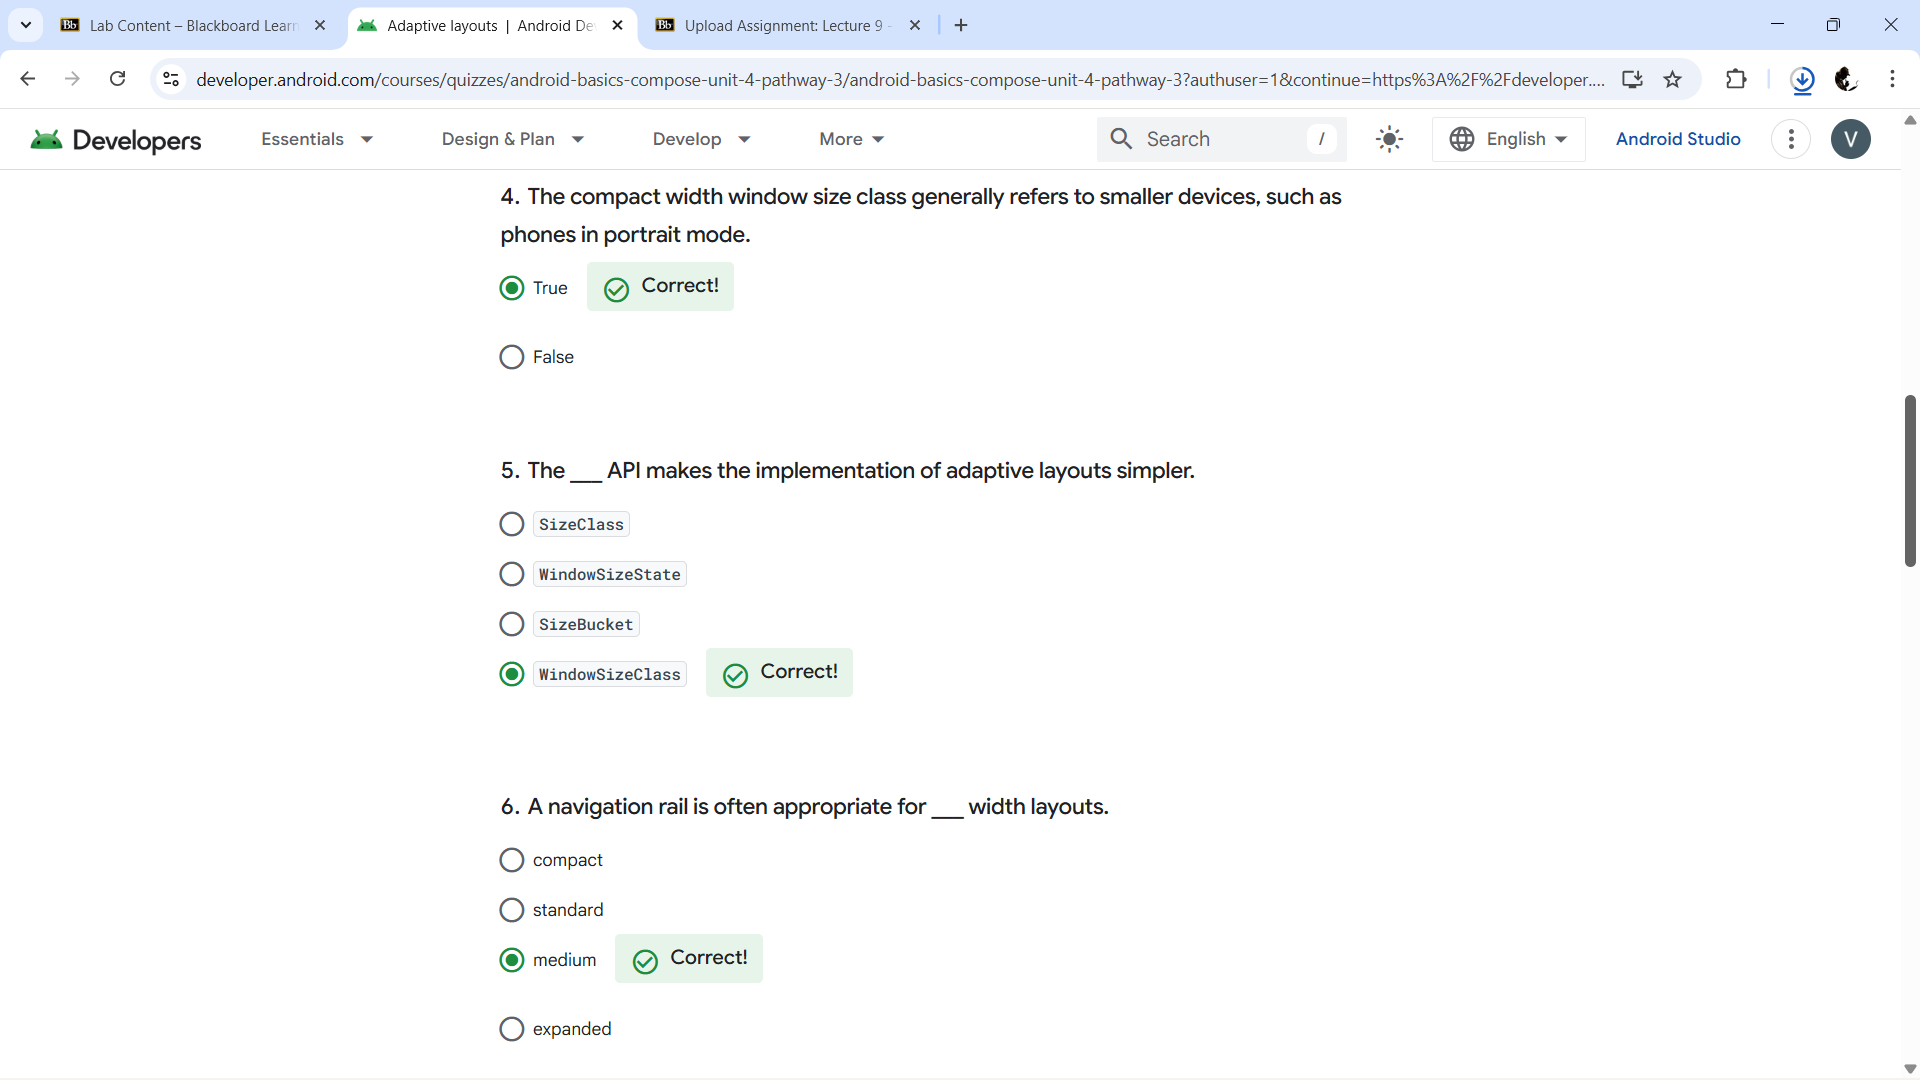 Lab Content – Blackboard Learn
Adaptive layouts | Android De
Upload Assignment: Lecture 9 -
developer.android.com/courses/quizzes/android-basics-compose-unit-4-pathway-3/android-basics-compose-unit-4-pathway-3?authuser=1&continue=https%3A%2F%2Fdeveloper....
Developers
Essentials
Design & Plan
Develop
More
Search
/
English
Android Studio
V
4. The compact width window size class generally refers to smaller devices, such as
phones in portrait mode.
True
Correct!
False
5. The ___ API makes the implementation of adaptive layouts simpler.
SizeClass
WindowSizeState
SizeBucket
WindowSizeClass
Correct!
6. A navigation rail is often appropriate for ___ width layouts.
compact
standard
medium
Correct!
expanded